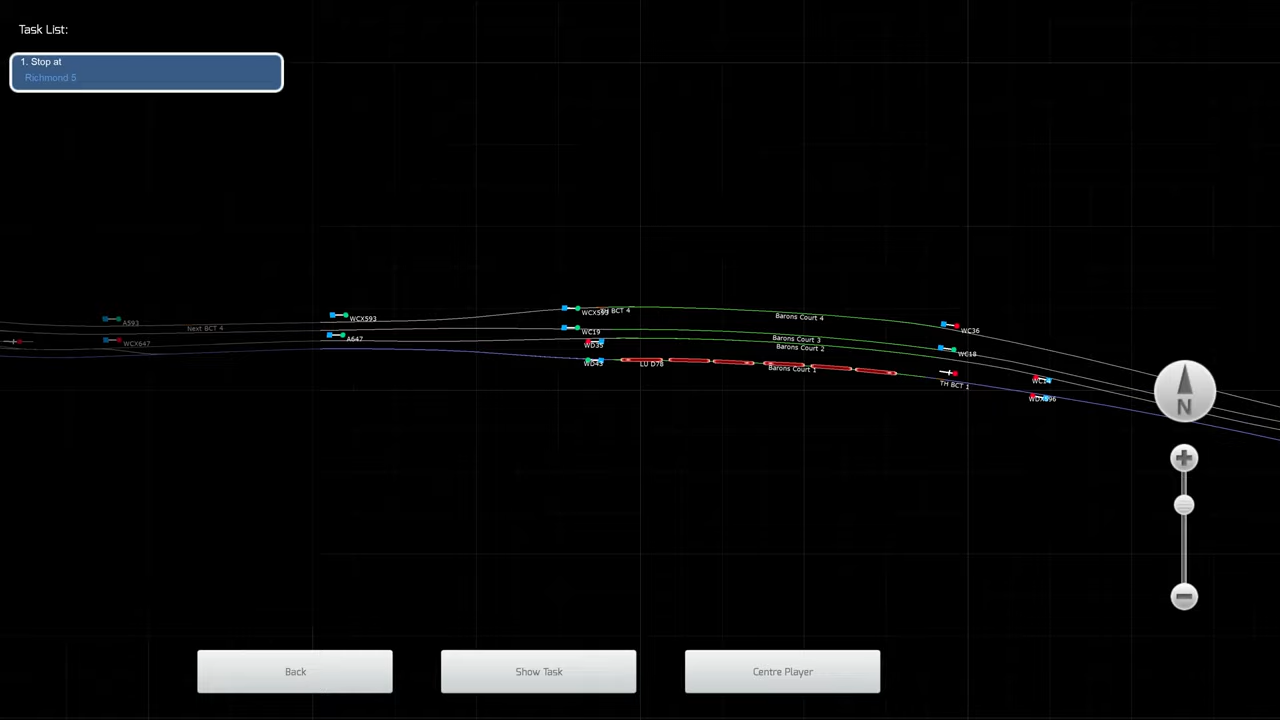 Task List:
1. Stop at
Richmond 5
A593
Next BCT 4
WCX647
WCX593
A647
BCT 4
WC19
WD35
WD43
LU D78
Barons Court 4
Barons Court 3
Barons Court 2
Barons Court 1
WC36
WC18
TH BCT 1
N
Back
Show Task
Centre Player